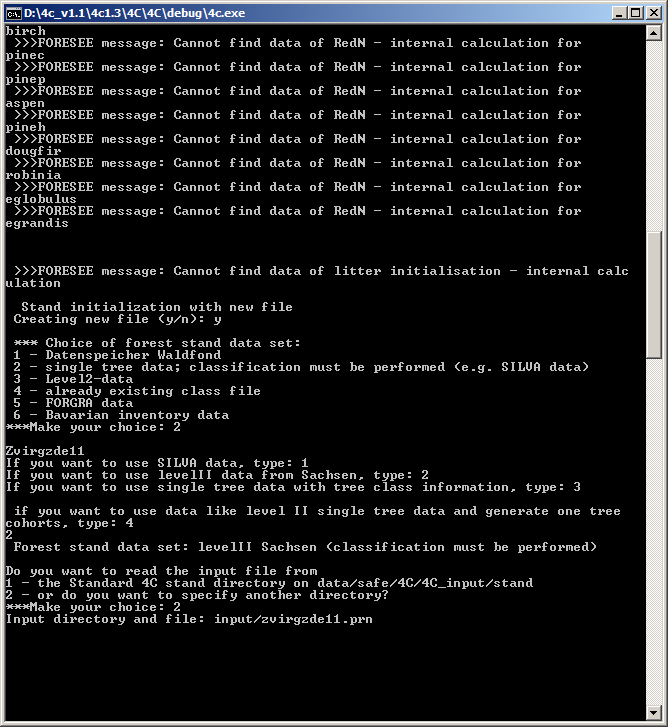 D:\4c_v1.1\4c1.3\4C\4C\debug\4c.exe
birch
>>>FORESEE message: Cannot find data of RedN - internal calculation for
pinec
>>>FORESEE message: Cannot find data of RedN - internal calculation for
pinep
>>>FORESEE message: Cannot find data of RedN - internal calculation for
aspen
>>>FORESEE message: Cannot find data of RedN - internal calculation for
pineh
>>>FORESEE message: Cannot find data of RedN - internal calculation for
dougfir
>>>FORESEE message: Cannot find data of RedN - internal calculation for
robinia
>>>FORESEE message: Cannot find data of RedN - internal calculation for
eglobulus
>>>FORESEE message: Cannot find data of RedN - internal calculation for
egrandis
>>>FORESEE message: Cannot find data of litter initialisation - internal calc
ulation
Stand initialization with new file
Creating new file (y/n): y
*** Choice of forest stand data set:
1 - Datenspeicher Waldfond
2 - single tree data; classification must be performed (e.g. SILVA data)
3 - Level2-data
4 - already existing class file
5 - FORGRA data
6 - Bavarian inventory data
***Make your choice: 2
Zvirgzde11
If you want to use SILVA data, type: 1
If you want to use levelII data from Sachsen, type: 2
If you want to use single tree data with tree class information, type: 3
if you want to use data like level II single tree data and generate one tree
cohorts, type: 4
2
Forest stand data set: levelII Sachsen (classification must be performed)
Do you want to read the input file from
1 - the Standard 4C stand directory on data/safe/4C/4C_input/stand
2 - or do you want to specify another directory?
***Make your choice: 2
Input directory and file: input/zvirgzde11.prn